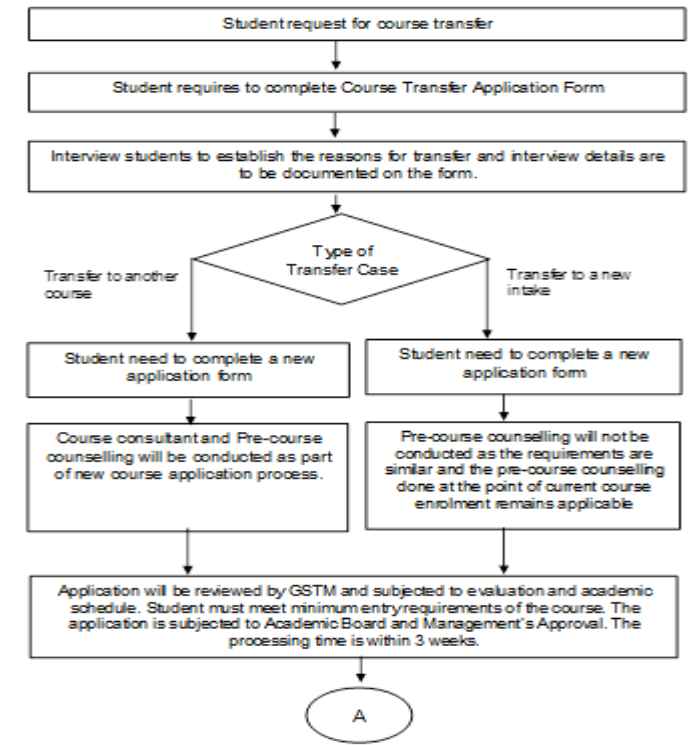 Student request for course transfer
Student requires to complete Course Transfer Application Form
Interview students to establish the reasons for transfer and interview details are
to be documented on the form.
Type of
Transfer Case
Transfer to another
course
Transfer to a new
intake
Student need to complete a new
application form
Student need to complete a new
application form
Course consultant and Pre-course
counselling will be conducted as part
of new course application process.
Pre-course counselling will not be
conducted as the requirements are
similar and the pre-course counselling
done at the point of current course
enrolment remains applicable
Application will be reviewed by GSTM and subjected to evaluation and academic
schedule. Student must meet minimum entry requirements of the course. The
application is subjected to Academic Board and Management's Approval. The
processing time is within 3 weeks.
A